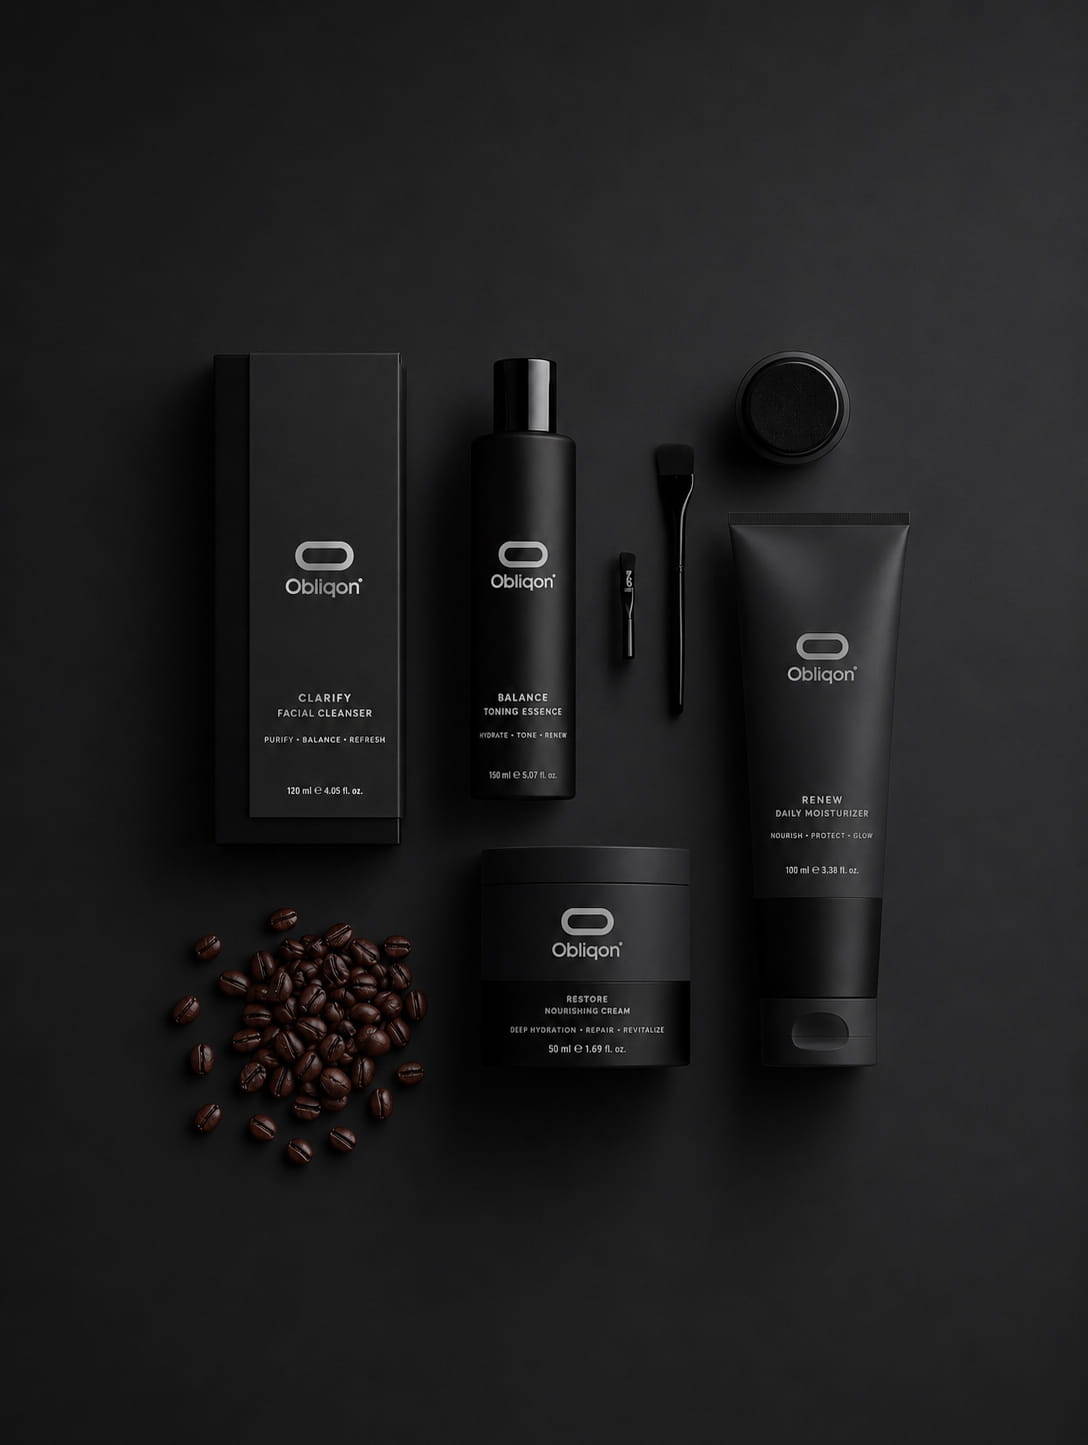 Obliqon®
CLARIFY
FACIAL CLEANSER
PURIFY • BALANCE • REFRESH
120 ml ℮ 4.05 fl. oz.
Obliqon®
BALANCE
TONING ESSENCE
HYDRATE • TONE • RENEW
150 ml ℮ 5.07 fl. oz.
Obliqon®
RENEW
DAILY MOISTURIZER
NOURISH • PROTECT • GLOW
100 ml ℮ 3.38 fl. oz.
Obliqon®
RESTORE
NOURISHING CREAM
DEEP HYDRATION • REPAIR • REVITALIZE
50 ml ℮ 1.69 fl. oz.